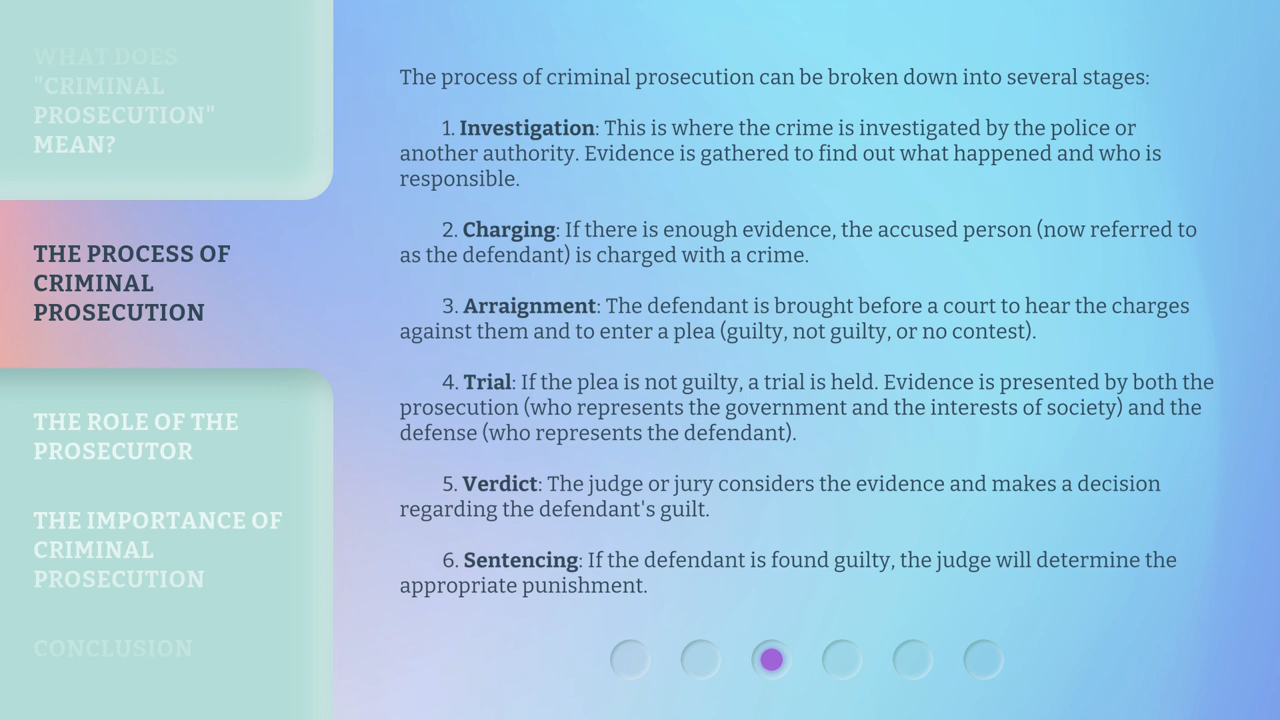 WHAT DOES
"CRIMINAL
PROSECUTION"
MEAN?
THE PROCESS OF
CRIMINAL
PROSECUTION
THE ROLE OF THE
PROSECUTOR
THE IMPORTANCE OF
CRIMINAL
PROSECUTION
CONCLUSION
The process of criminal prosecution can be broken down into several stages:
1. Investigation: This is where the crime is investigated by the police or
another authority. Evidence is gathered to find out what happened and who is
responsible.
2. Charging: If there is enough evidence, the accused person (now referred to
as the defendant) is charged with a crime.
3. Arraignment: The defendant is brought before a court to hear the charges
against them and to enter a plea (guilty, not guilty, or no contest).
4. Trial: If the plea is not guilty, a trial is held. Evidence is presented by both the
prosecution (who represents the government and the interests of society) and the
defense (who represents the defendant).
5. Verdict: The judge or jury considers the evidence and makes a decision
regarding the defendant's guilt.
6. Sentencing: If the defendant is found guilty, the judge will determine the
appropriate punishment.